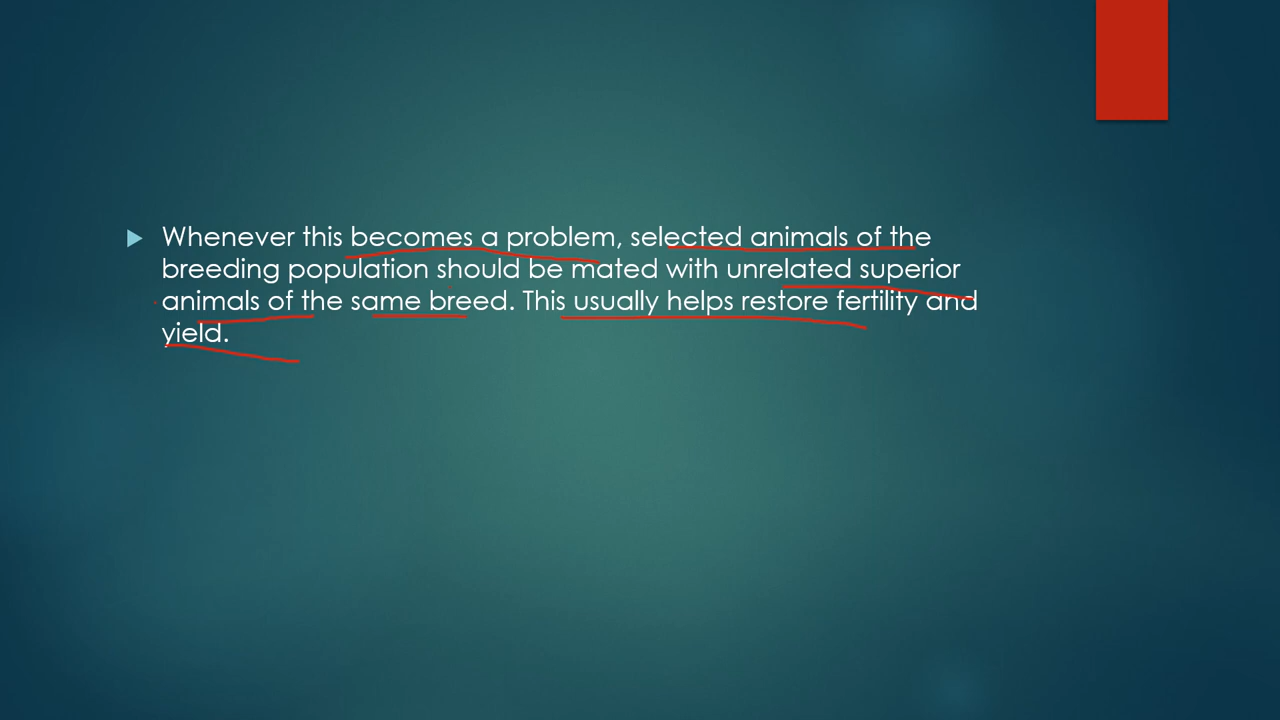 Whenever this becomes a problem, selected animals of the
breeding population should be mated with unrelated superior
animals of the same breed. This usually helps restore fertility and
yield.